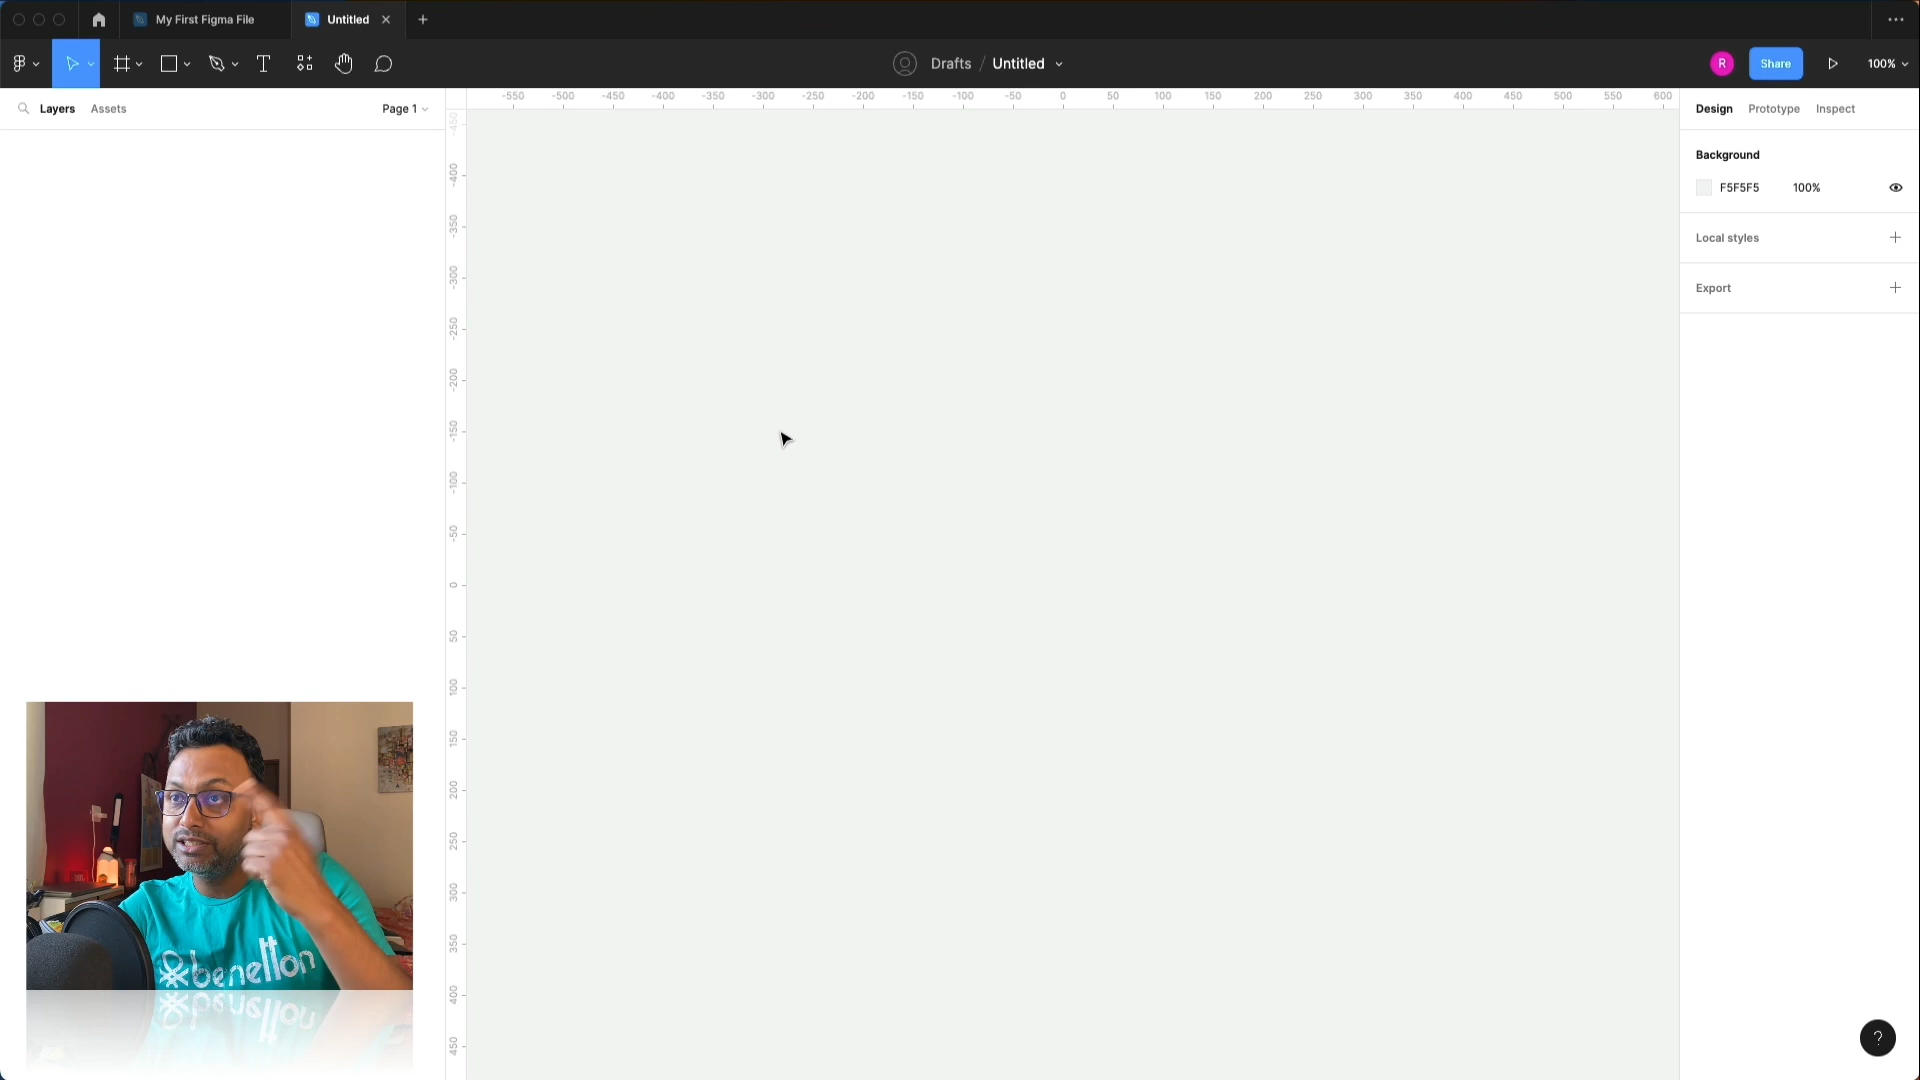 My First Figma File
Untitled
Drafts / Untitled
R
Share
100%
Layers
Assets
Page 1
-550 -500 -450 -400 -350 -300 -250 -200 -150 -100 -50 0 50 100 150 200 250 300 350 400 450 500 550 600
Design
Prototype
Inspect
-450
-400
-350
-300
-250
-200
-150
-100
-50
0
50
100
150
200
250
300
350
400
450
Background
F5F5F5 100%
Local styles
Export
benetton
?